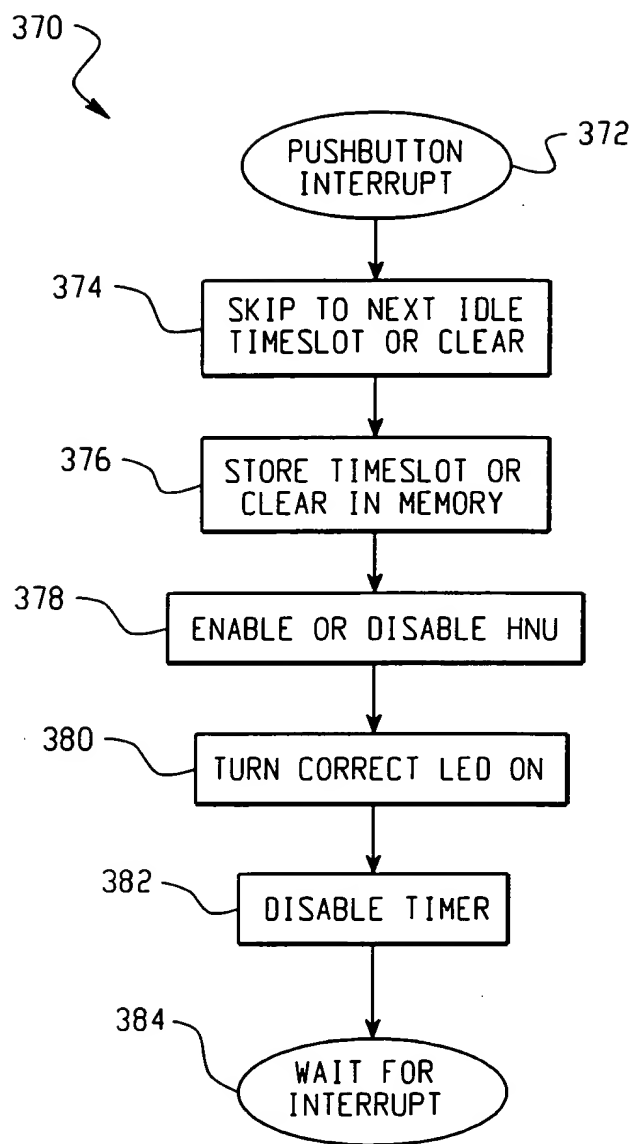 370
PUSHBUTTON
INTERRUPT
372
374
SKIP TO NEXT IDLE
TIMESLOT OR CLEAR
376
STORE TIMESLOT OR
CLEAR IN MEMORY
378
ENABLE OR DISABLE HNU
380
TURN CORRECT LED ON
382
DISABLE TIMER
384
WAIT FOR
INTERRUPT